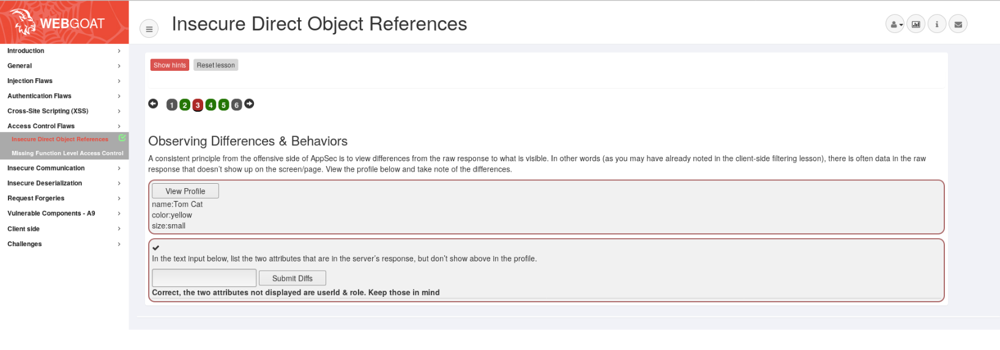 WEBGOAT
Insecure Direct Object References
Introduction
General
Injection Flaws
Authentication Flaws
Cross-Site Scripting (XSS)
Access Control Flaws
Insecure Direct Object References
Missing Function Level Access Control
Insecure Communication
Insecure Deserialization
Request Forgeries
Vulnerable Components - A9
Client side
Challenges
Show hints Reset lesson
1 2 3 4 5 6
Observing Differences & Behaviors
A consistent principle from the offensive side of AppSec is to view differences from the raw response to what is visible. In other words (as you may have already noted in the client-side filtering lesson), there is often data in the raw
response that doesn’t show up on the screen/page. View the profile below and take note of the differences.
View Profile
name:Tom Cat
color:yellow
size:small
In the text input below, list the two attributes that are in the server’s response, but don’t show above in the profile.
Submit Diffs
Correct, the two attributes not displayed are userId & role. Keep those in mind